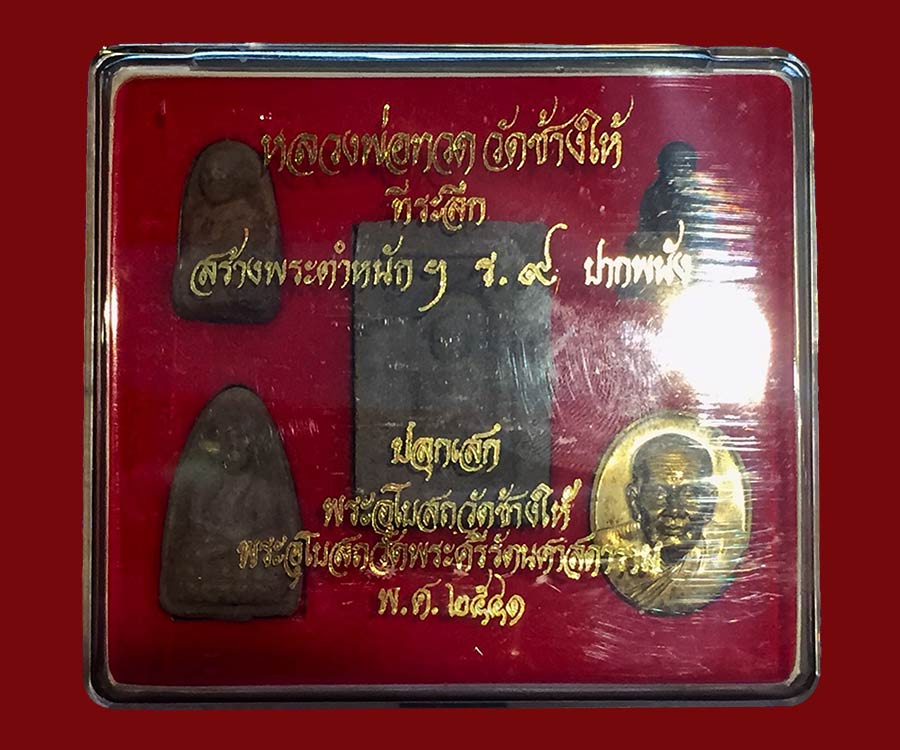 หลวงพ่อทวด วัดช้างให้
ที่ระลึก
สร้างพระตำหนักฯ ร.๙ ปากพนัง
ปลุกเสก
พระอุโบสถวัดช้างให้
พระอุโบสถวัดพระศรีรัตนศาสดาราม
พ.ศ. ๒๕๔๑